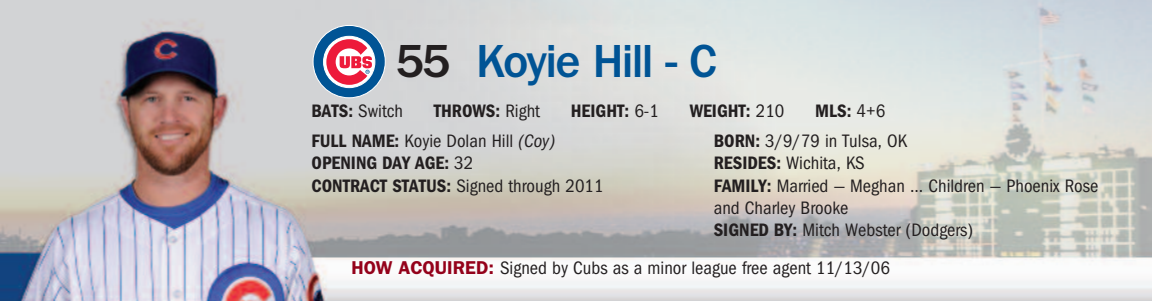 C
CUBS 55 Koyie Hill - C
BATS: Switch THROWS: Right HEIGHT: 6-1 WEIGHT: 210 MLS: 4+6
FULL NAME: Koyie Dolan Hill (Coy)
OPENING DAY AGE: 32
CONTRACT STATUS: Signed through 2011
BORN: 3/9/79 in Tulsa, OK
RESIDES: Wichita, KS
FAMILY: Married — Meghan ... Children — Phoenix Rose
and Charley Brooke
SIGNED BY: Mitch Webster (Dodgers)
HOW ACQUIRED: Signed by Cubs as a minor league free agent 11/13/06